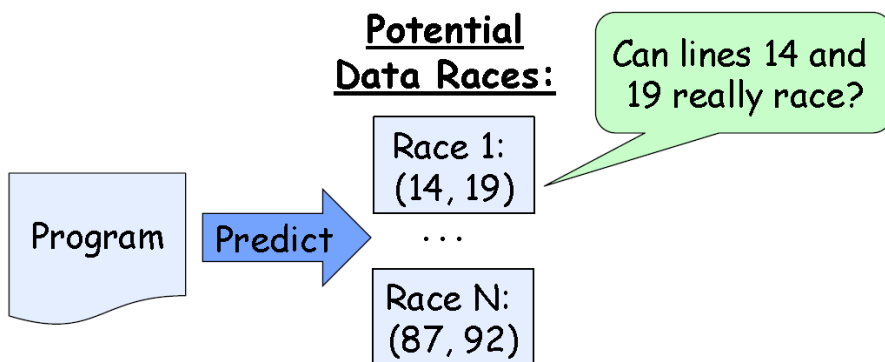 Potential
Data Races:
Can lines 14 and
19 really race?
Race 1:
(14, 19)
Program
Predict
...
Race N:
(87, 92)